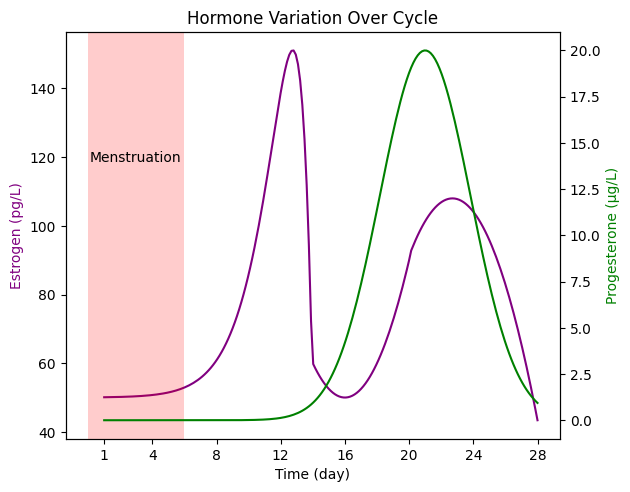 Hormone Variation Over Cycle
Estrogen (pg/L)
140
120
100
80
60
40
Menstruation
20.0
17.5
15.0
12.5
10.0
7.5
5.0
2.5
0.0
Progesterone (μg/L)
1 4 8 12 16 20 24 28
Time (day)